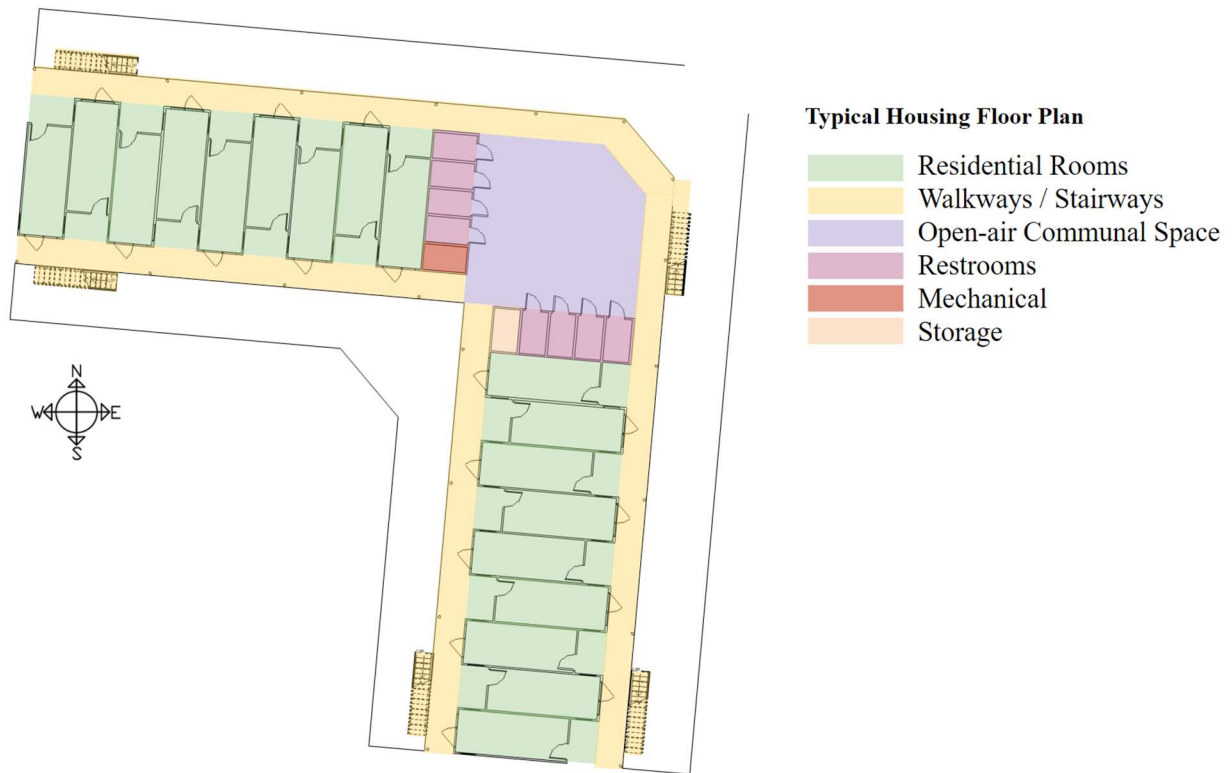 Typical Housing Floor Plan
Residential Rooms
Walkways / Stairways
Open-air Communal Space
Restrooms
Mechanical
Storage
N
W E
S